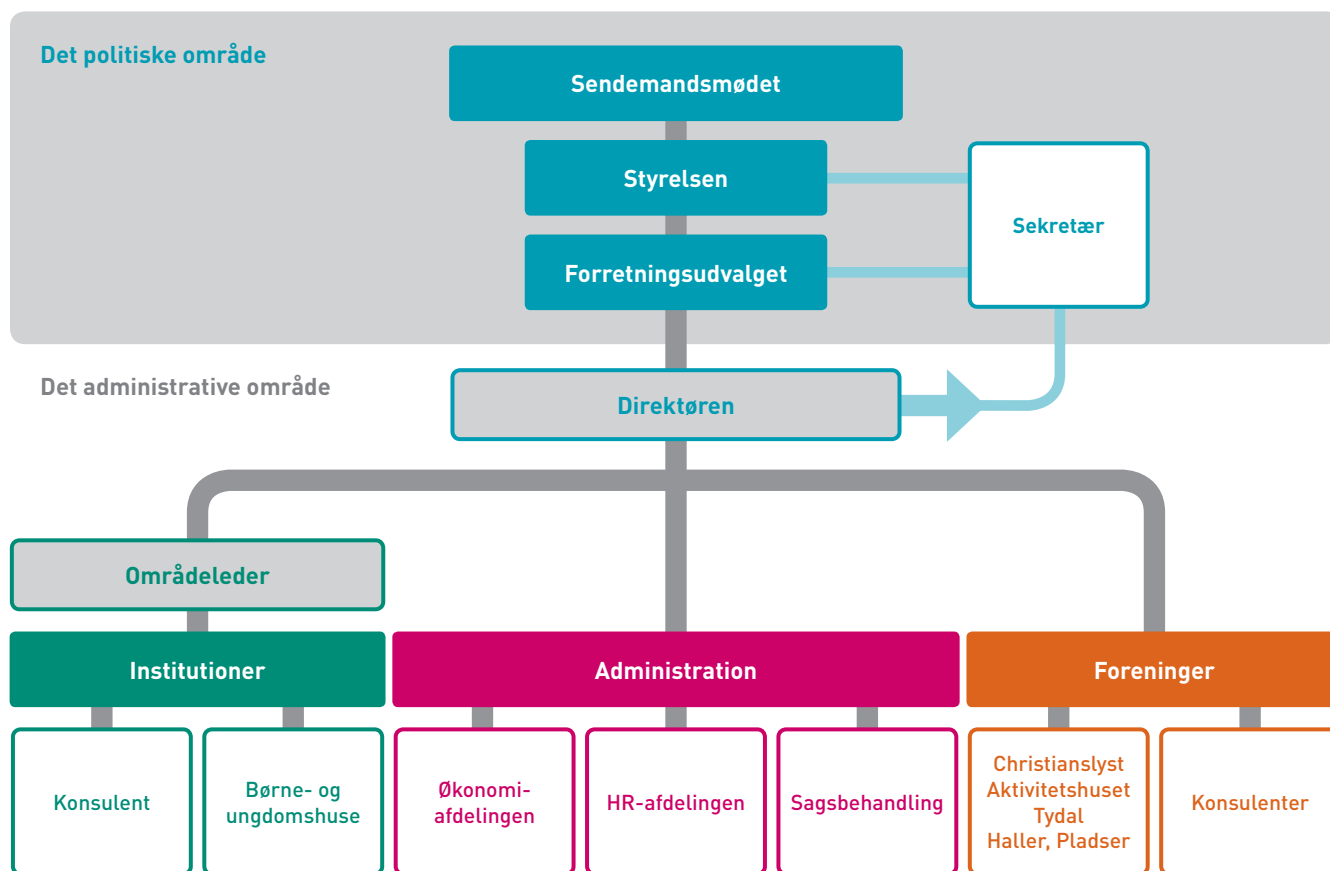 Det politiske område
Sendemandsmødet
Styrelsen
Sekretær
Forretningsudvalget
Det administrative område
Direktøren
Områdeleder
Institutioner
Administration
Foreninger
Konsulent
Børne- og
ungdomshuse
Økonomi-
afdelingen
HR-afdelingen
Sagsbehandling
Christianslyst
Aktivitetshuset
Tydal
Haller, Pladser
Konsulenter